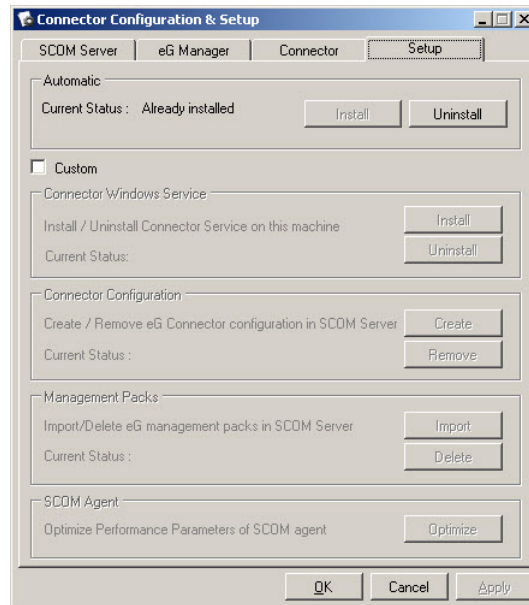 Connector Configuration & Setup
SCOM Server eG Manager Connector Setup
Automatic
Current Status : Already installed Install Uninstall
Custom
Connector Windows Service
Install / Uninstall Connector Service on this machine Install
Current Status: Uninstall
Connector Configuration
Create / Remove eG Connector configuration in SCOM Server Create
Current Status : Remove
Management Packs
Import/Delete eG management packs in SCOM Server Import
Current Status : Delete
SCOM Agent
Optimize Performance Parameters of SCOM agent Optimize
OK Cancel Apply